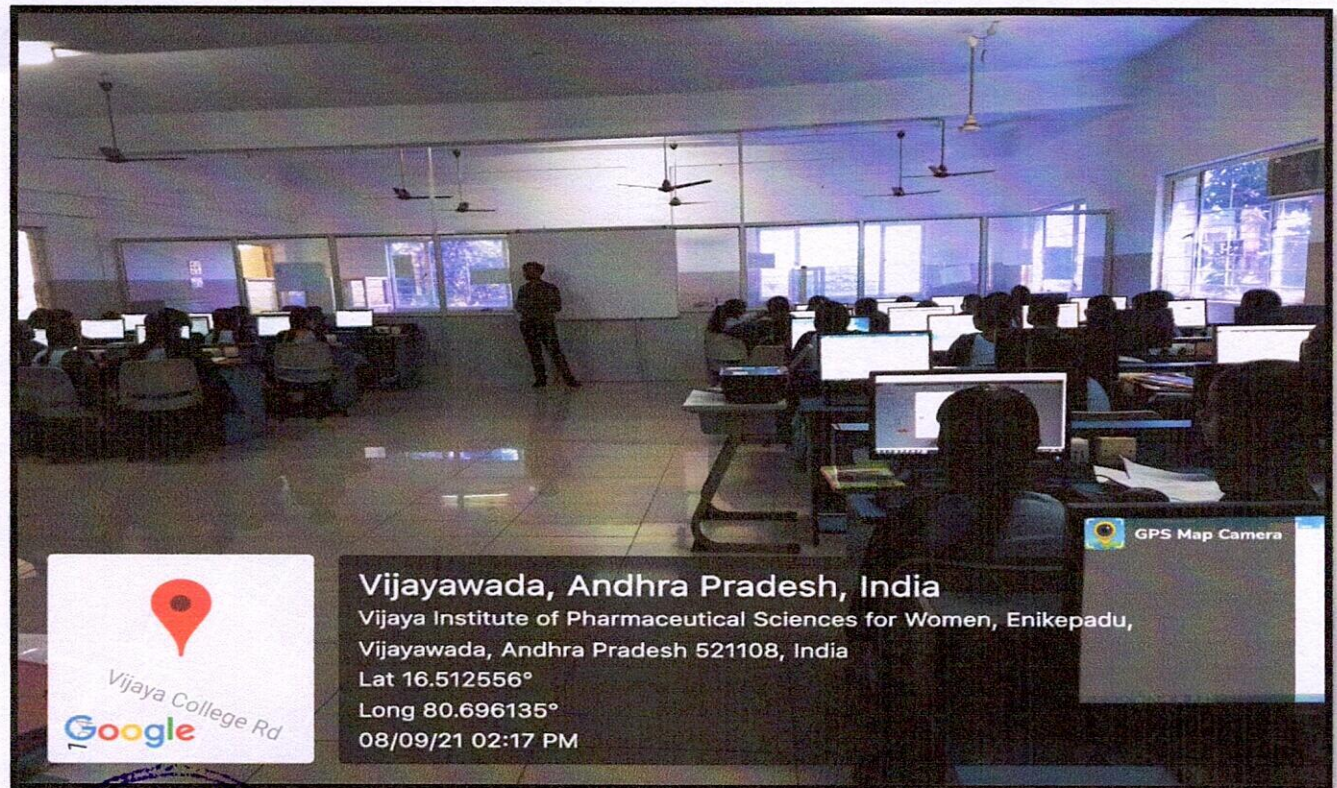 GPS Map Camera
Vijayawada, Andhra Pradesh, India
Vijaya Institute of Pharmaceutical Sciences for Women, Enikepadu,
Vijayawada, Andhra Pradesh 521108, India
Lat 16.512556°
Long 80.696135°
08/09/21 02:17 PM
Vijaya College Rd
Google